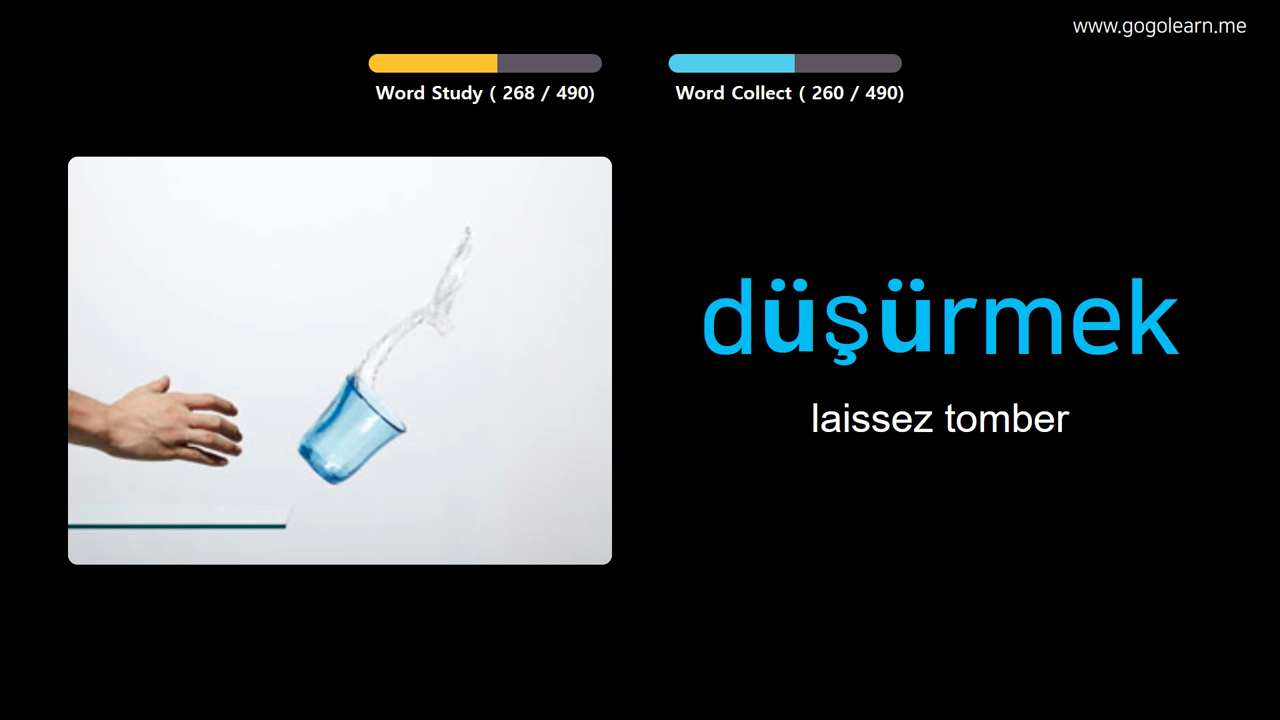 www.gogolearn.me
Word Study ( 268 / 490)
Word Collect ( 260 / 490)
düşürmek
laissez tomber